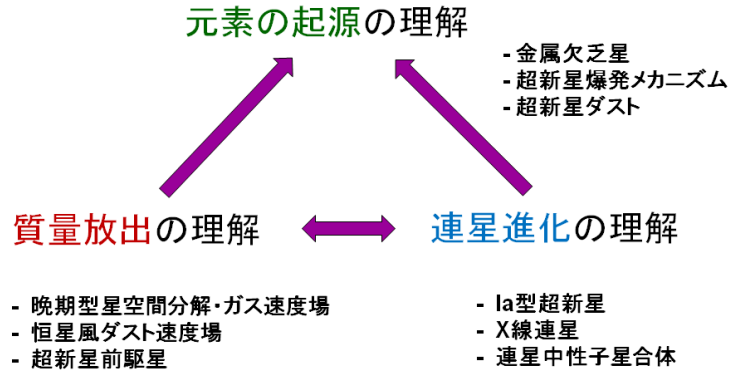 元素の起源の理解
- 金属欠乏星
- 超新星爆発メカニズム
- 超新星ダスト
質量放出の理解
連星進化の理解
- 晩期型星空間分解・ガス速度場
- 恒星風ダスト速度場
- 超新星前駆星
- Ia型超新星
- X線連星
- 連星中性子星合体